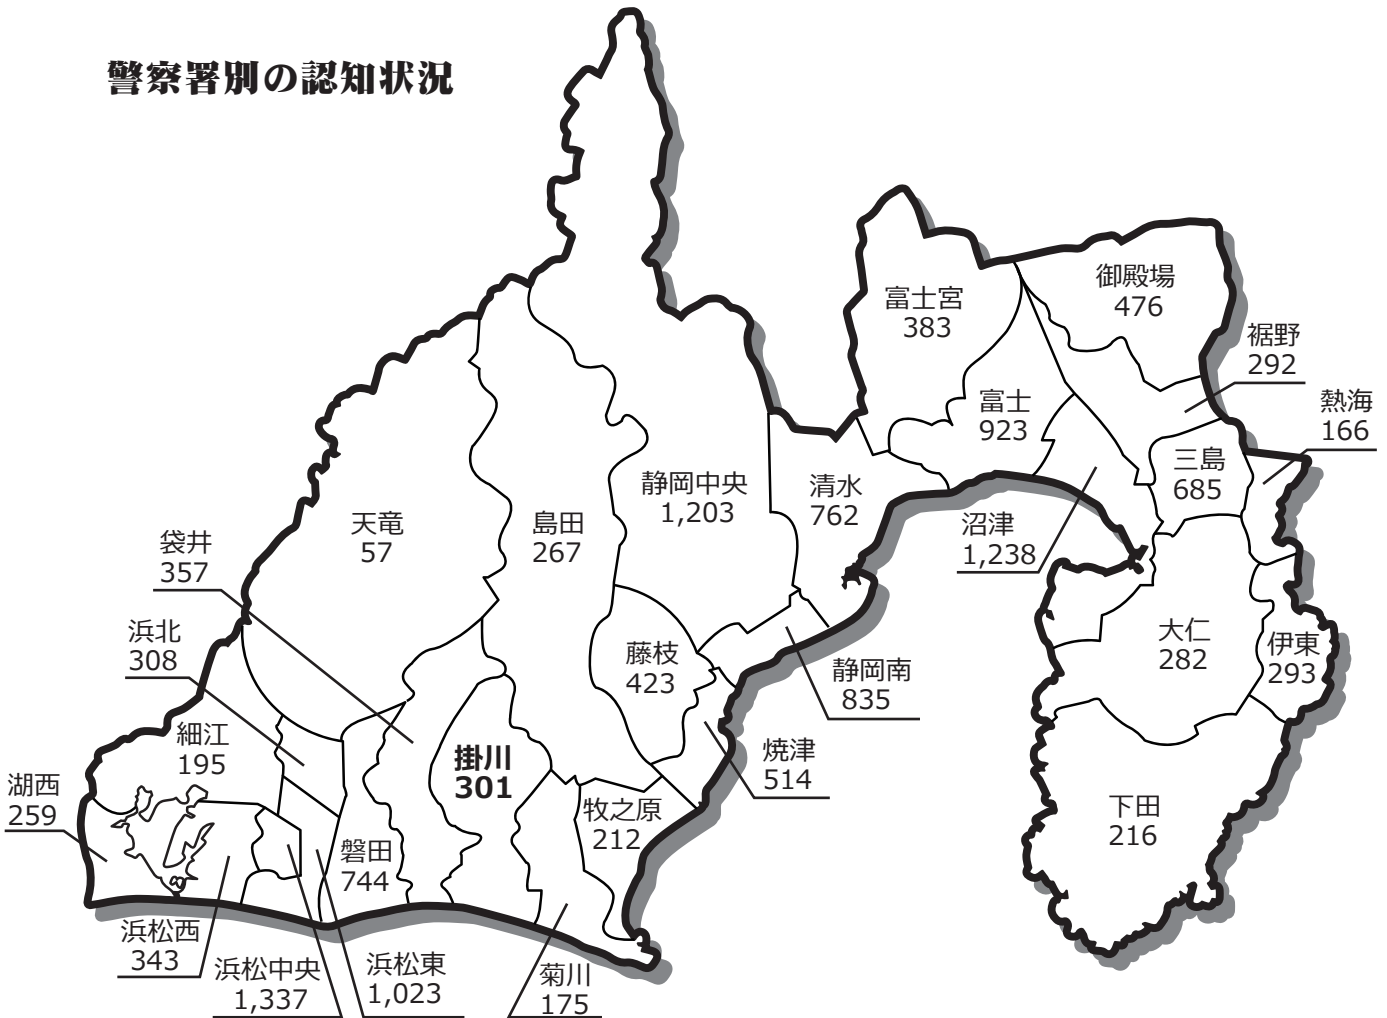 警察署別の認知状況
富士宮
383
御殿場
476
裾野
292
熱海
166
富士
923
三島
685
静岡中央
1,203
清水
762
沼津
1,238
天竜
57
島田
267
袋井
357
浜北
308
藤枝
423
大仁
282
伊東
293
静岡南
835
細江
195
掛川
301
焼津
514
湖西
259
牧之原
212
下田
216
磐田
744
浜松西
343
浜松中央
1,337
浜松東
1,023
菊川
175